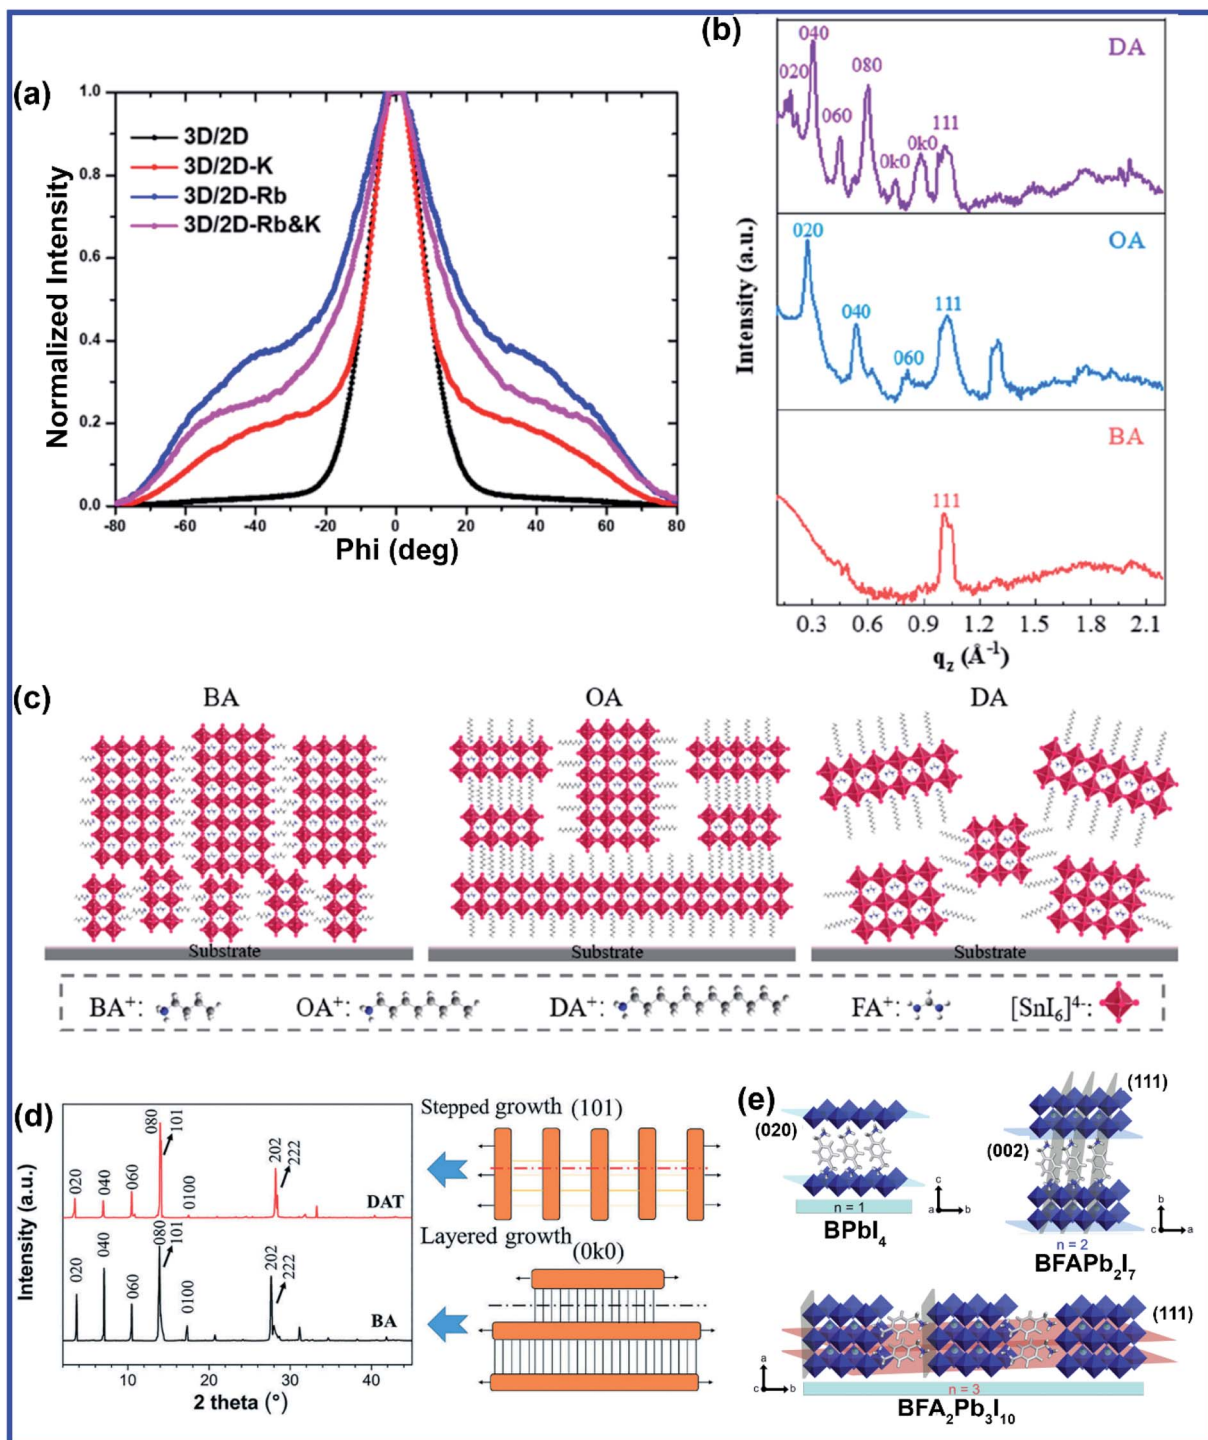 (a)
1.0
0.8
0.6
0.4
0.2
0.0
Normalized Intensity
3D/2D
3D/2D-K
3D/2D-Rb
3D/2D-Rb&K
-80 -60 -40 -20 0 20 40 60 80
Phi (deg)
(b)
DA
020
040
060
080
0k0
0k0
111
OA
020
040
060
111
BA
111
Intensity (a.u.)
0.3 0.6 0.9 1.2 1.5 1.8 2.1
q_z (Å⁻¹)
(c)
BA OA DA
Substrate Substrate Substrate
BA⁺: OA⁺: DA⁺: FA⁺: [SnI₆]⁴⁻:
(d)
Intensity (a.u.)
020
040
060
080
101
0100
202
222
DAT
020
040
060
080
101
0100
202
222
BA
10 20 30 40
2 theta (°)
Stepped growth (101)
Layered growth
(0k0)
(e)
(020)
n = 1
c
a b
BPbI₄
(111)
(002)
n = 2
b
c a
BFAPb₂I₇
(111)
a
c b
n = 3
BFA₂Pb₃I₁₀